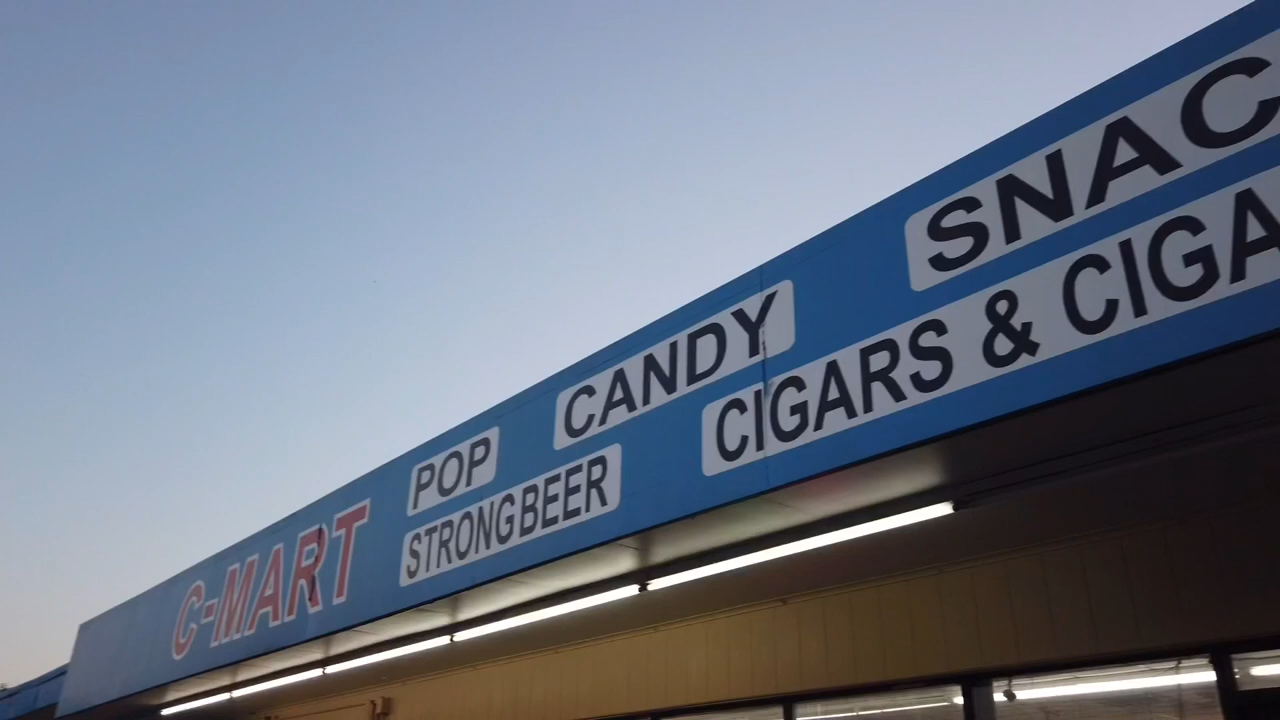 C-MART
POP
CANDY
SNAC
STRONGBEER
CIGARS & CIGA